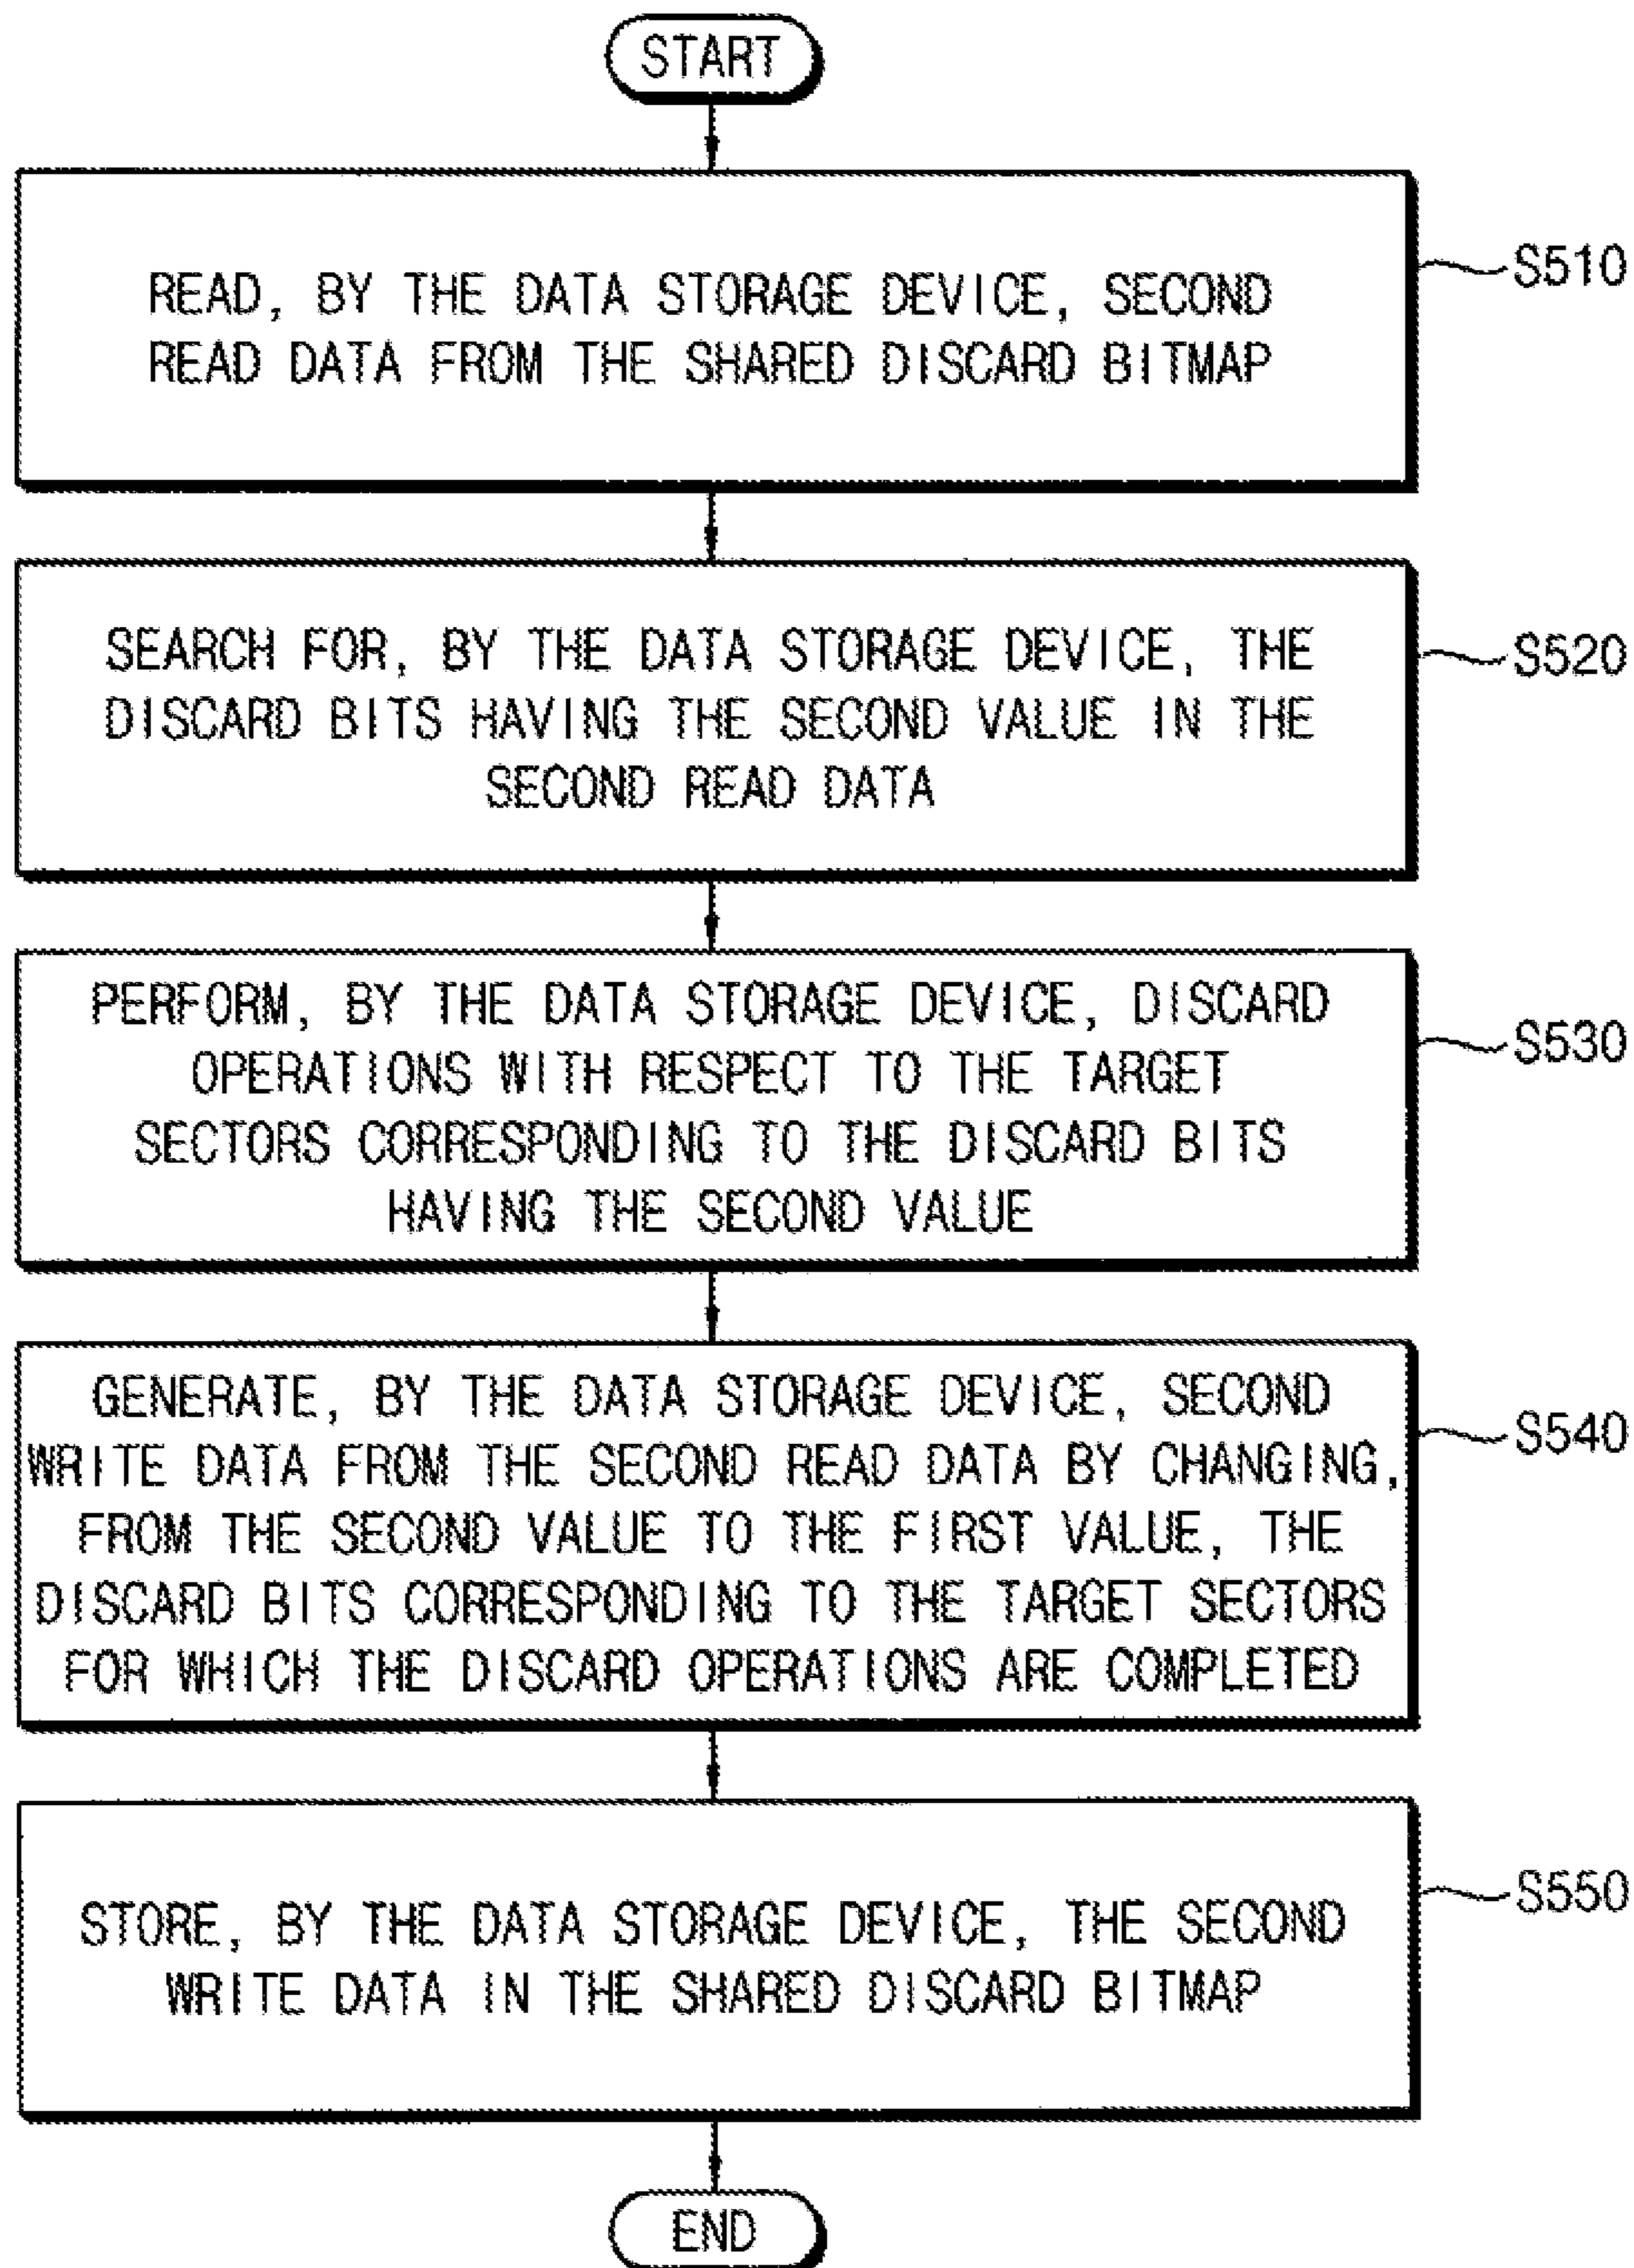 START
READ, BY THE DATA STORAGE DEVICE, SECOND
READ DATA FROM THE SHARED DISCARD BITMAP
S510
SEARCH FOR, BY THE DATA STORAGE DEVICE, THE
DISCARD BITS HAVING THE SECOND VALUE IN THE
SECOND READ DATA
S520
PERFORM, BY THE DATA STORAGE DEVICE, DISCARD
OPERATIONS WITH RESPECT TO THE TARGET
SECTORS CORRESPONDING TO THE DISCARD BITS
HAVING THE SECOND VALUE
S530
GENERATE, BY THE DATA STORAGE DEVICE, SECOND
WRITE DATA FROM THE SECOND READ DATA BY CHANGING,
FROM THE SECOND VALUE TO THE FIRST VALUE, THE
DISCARD BITS CORRESPONDING TO THE TARGET SECTORS
FOR WHICH THE DISCARD OPERATIONS ARE COMPLETED
S540
STORE, BY THE DATA STORAGE DEVICE, THE SECOND
WRITE DATA IN THE SHARED DISCARD BITMAP
S550
END